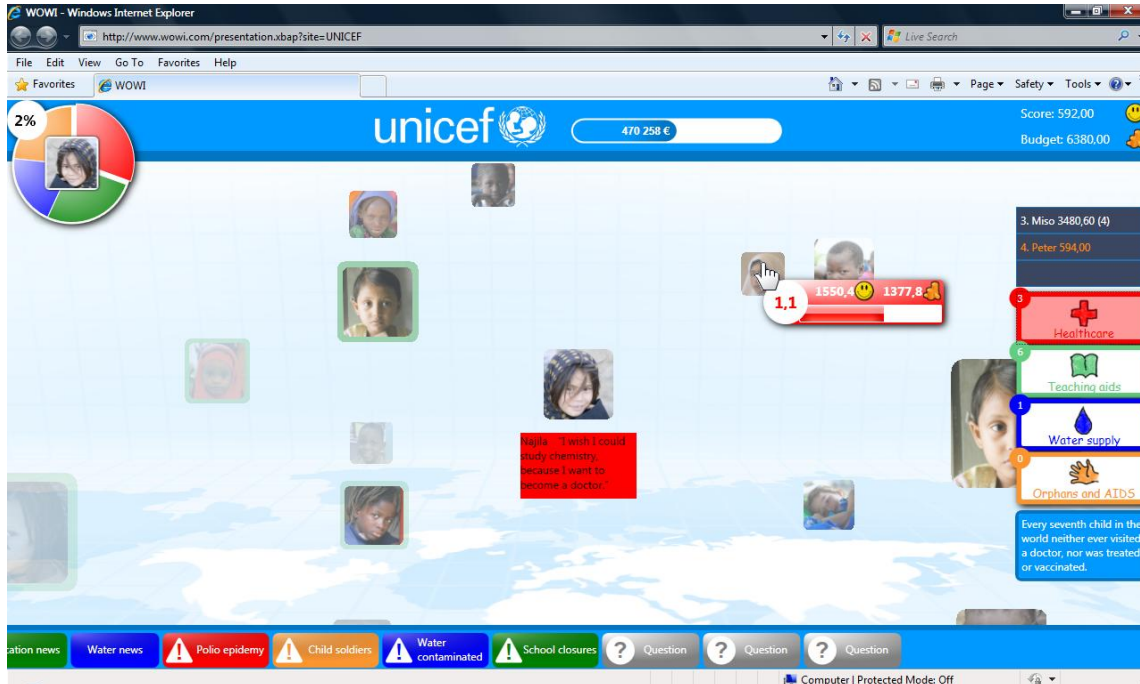 WOWI - Windows Internet Explorer
http://www.wowi.com/presentation.xbap?site=UNICEF
Live Search
File Edit View Go To Favorites Help
Favorites WOWI
Page Safety Tools
2%
unicef
470 258 €
Score: 592,00
Budget: 6380,00
3. Miso 3480,60 (4)
4. Peter 594,00
1550,4 1377,8
1,1
3
Healthcare
6
Teaching aids
1
Water supply
0
Orphans and AIDS
Najila "I wish I could
study chemistry,
because I want to
become a doctor."
Every seventh child in the
world neither ever visited
a doctor, nor was treated
or vaccinated.
cation news
Water news
Polio epidemy
Child soldiers
Water
contaminated
School closures
? Question
? Question
? Question
Computer | Protected Mode: Off